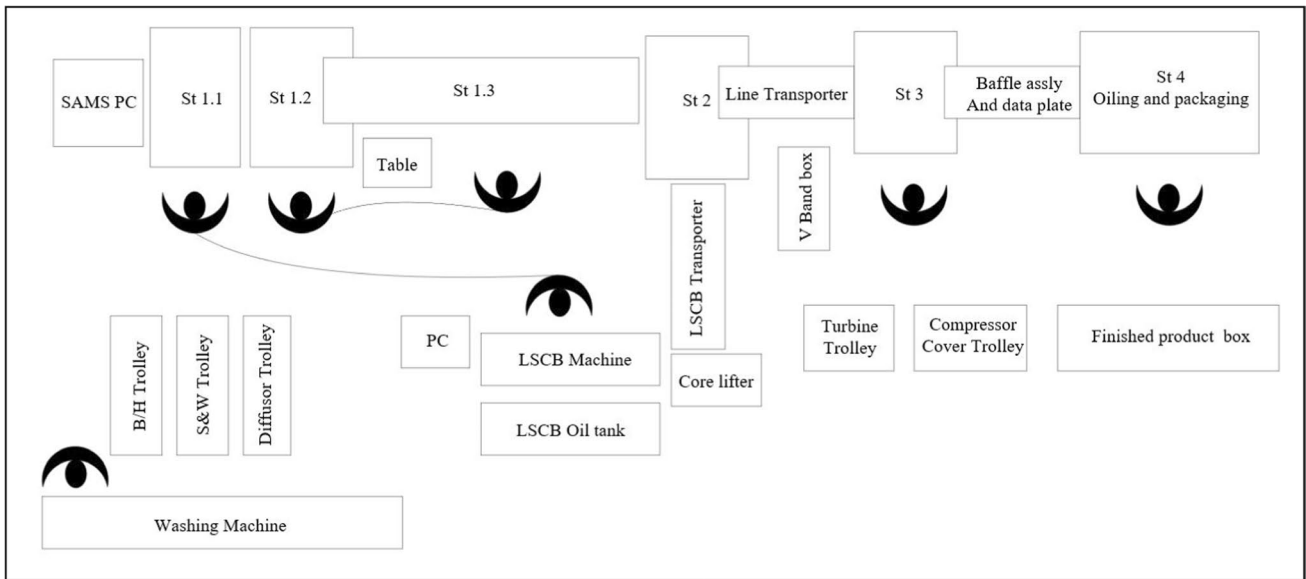 SAMS PC
St 1.1
St 1.2
St 1.3
St 2
Line Transporter
St 3
Baffle assly
And data plate
St 4
Oiling and packaging
Table
V Band box
LSCB Transporter
B/H Trolley
S&W Trolley
Diffusor Trolley
PC
LSCB Machine
Core lifter
Turbine
Trolley
Compressor
Cover Trolley
Finished product box
LSCB Oil tank
Washing Machine